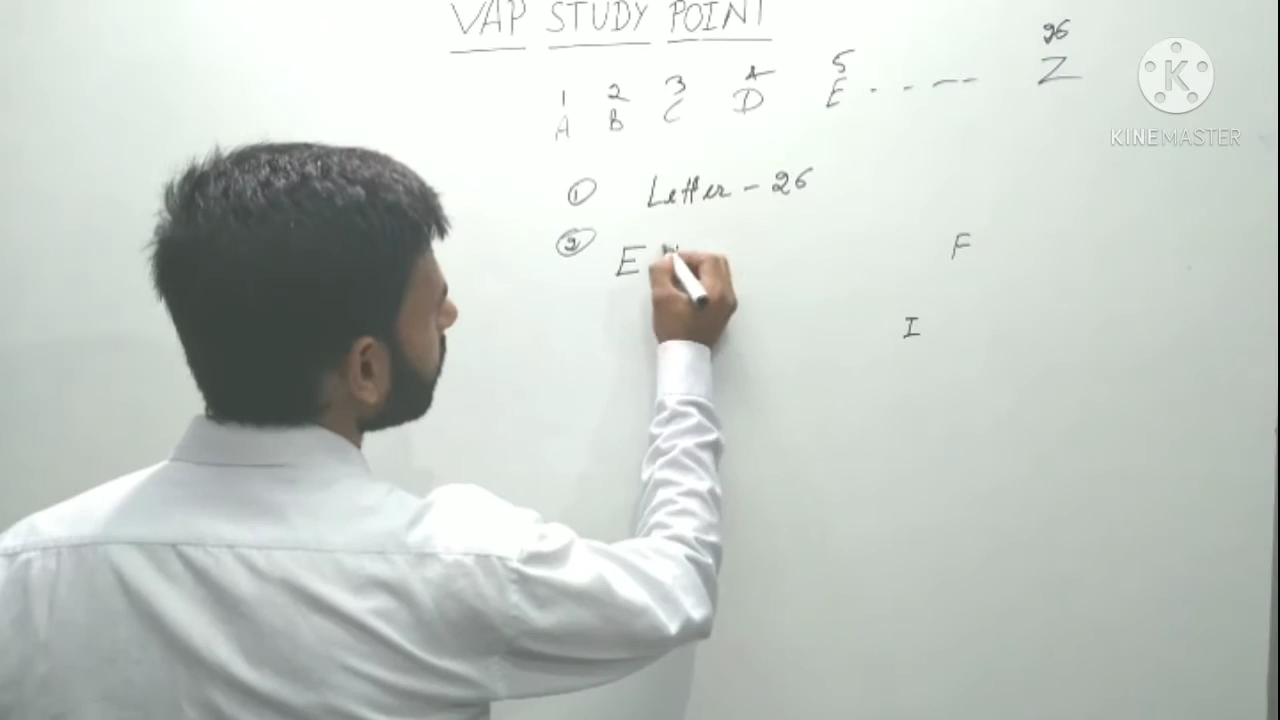 VAP STUDY POINT
1 2 3 4 5 26
A B C D E . - -- Z
① Letter - 26
② E F
I
K
KINEMASTER